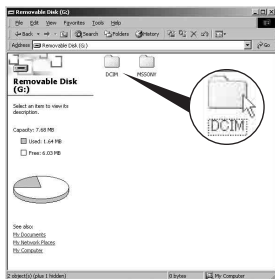 Removable Disk (G:)
File Edit View Favorites Tools Help
Back Search Folders History
Address Removable Disk (G:) Go
Removable Disk (G:)
DCIM
MSSONY
DCIM
Select an item to view its
description.
Capacity: 7.68 MB
Used: 1.64 MB
Free: 6.03 MB
See also:
My Documents
My Network Places
My Computer
2 object(s) (plus 1 hidden) 0 bytes My Computer